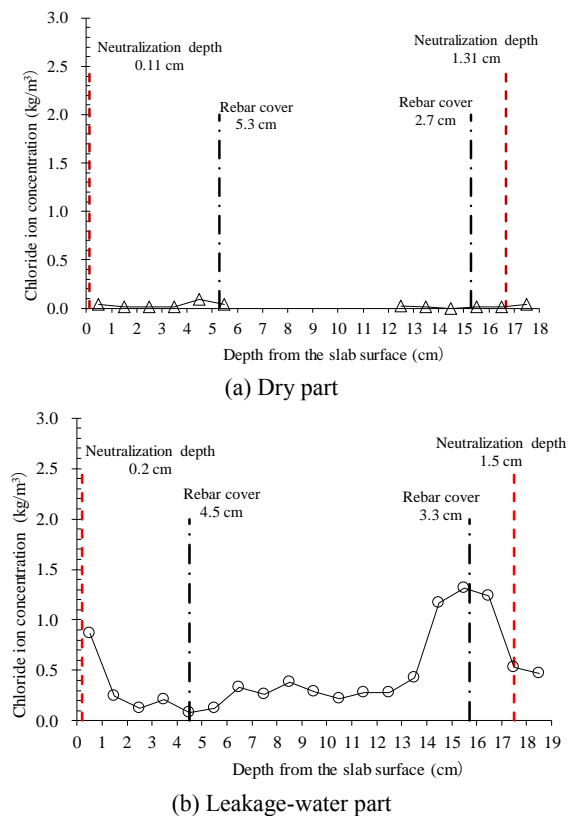 3.0
2.5
2.0
1.5
1.0
0.5
0.0
Chloride ion concentration (kg/m³)
Neutralization depth
0.11 cm
Rebar cover
5.3 cm
Neutralization depth
1.31 cm
Rebar cover
2.7 cm
0 1 2 3 4 5 6 7 8 9 10 11 12 13 14 15 16 17 18
Depth from the slab surface (cm)
(a) Dry part
3.0
2.5
2.0
1.5
1.0
0.5
0.0
Chloride ion concentration (kg/m³)
Neutralization depth
0.2 cm
Rebar cover
4.5 cm
Neutralization depth
1.5 cm
Rebar cover
3.3 cm
0 1 2 3 4 5 6 7 8 9 10 11 12 13 14 15 16 17 18 19
Depth from the slab surface (cm)
(b) Leakage-water part